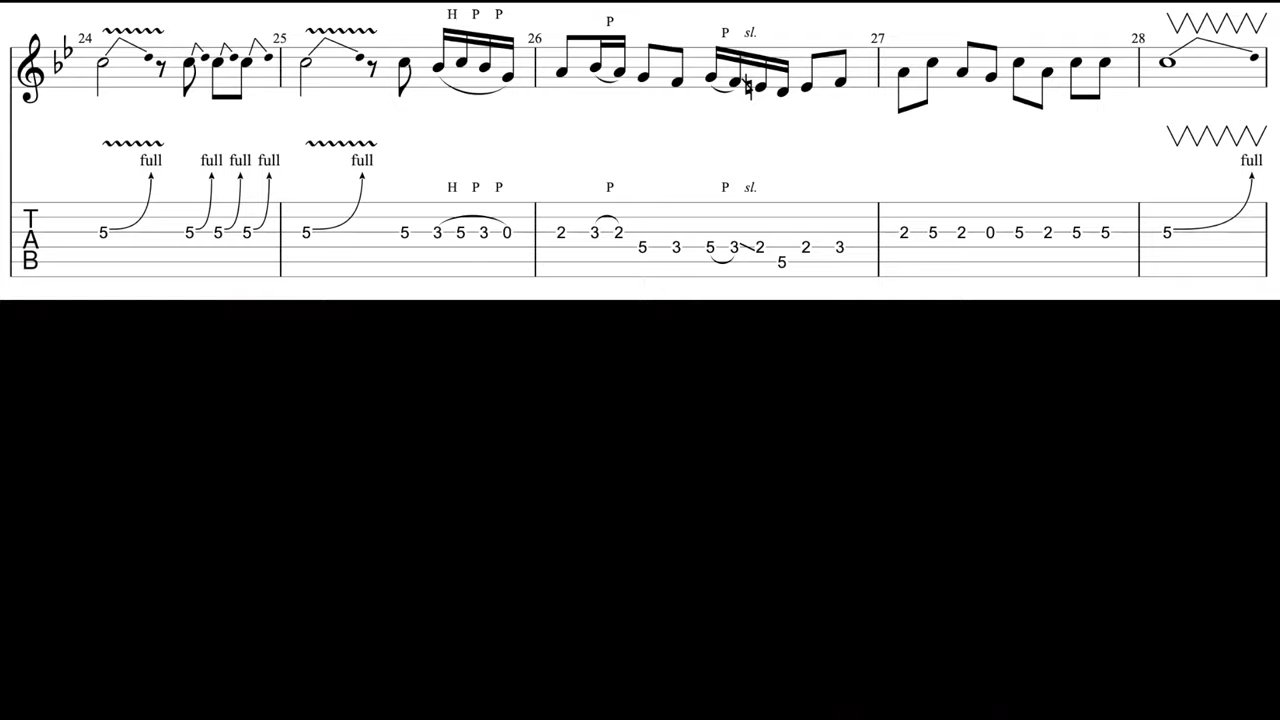 H P P
24 25 26 P 27 28
P sl.
full full full full full full
H P P P P sl.
T
A
B
5 5 5 5 5 5 3 5 3 0 2 3 2 2 5 2 0 5 2 5 5 5
5 3 5 3 2 2 3
5